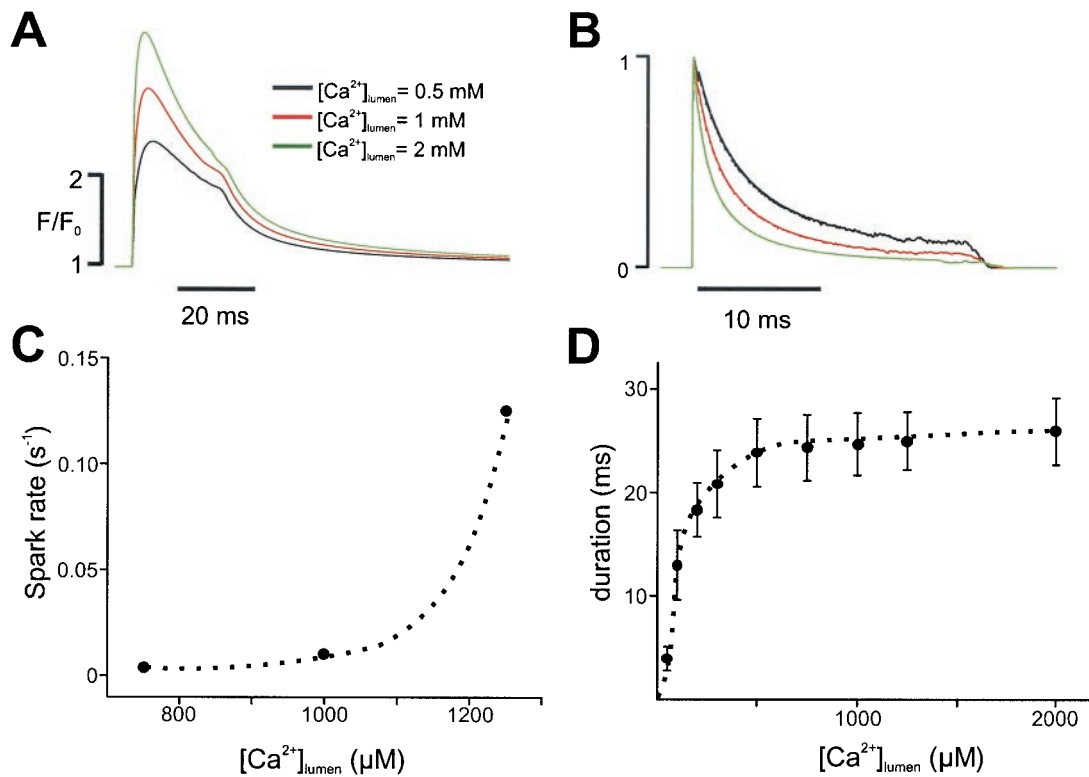 A
[Ca²⁺]lumen = 0.5 mM
[Ca²⁺]lumen = 1 mM
[Ca²⁺]lumen = 2 mM
2
F/F₀
1
20 ms
B
1
0
10 ms
C
0.15
0.10
0.05
0
Spark rate (s⁻¹)
800 1000 1200
[Ca²⁺]lumen (µM)
D
30
20
10
duration (ms)
1000 2000
[Ca²⁺]lumen (µM)